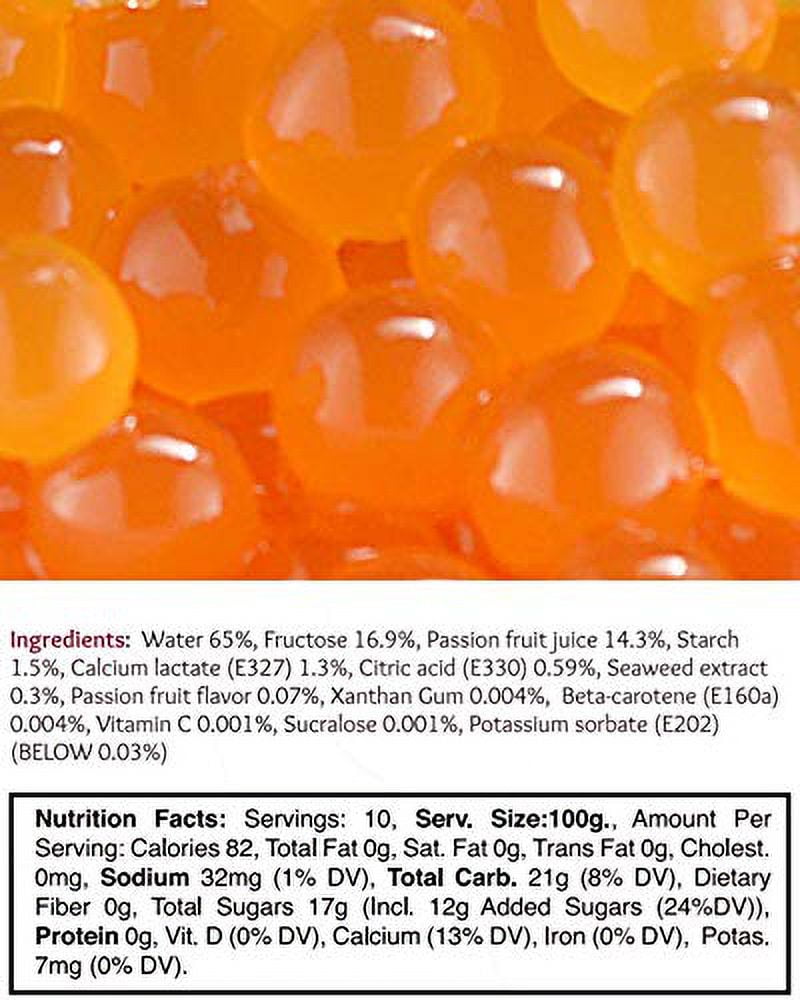 Ingredients: Water 65%, Fructose 16.9%, Passion fruit juice 14.3%, Starch
1.5%, Calcium lactate (E327) 1.3%, Citric acid (E330) 0.59%, Seaweed extract
0.3%, Passion fruit flavor 0.07%, Xanthan Gum 0.004%, Beta-carotene (E160a)
0.004%, Vitamin C 0.001%, Sucralose 0.001%, Potassium sorbate (E202)
(BELOW 0.03%)
Nutrition Facts: Servings: 10, Serv. Size:100g., Amount Per
Serving: Calories 82, Total Fat 0g, Sat. Fat 0g, Trans Fat 0g, Cholest.
0mg, Sodium 32mg (1% DV), Total Carb. 21g (8% DV), Dietary
Fiber 0g, Total Sugars 17g (Incl. 12g Added Sugars (24%DV)),
Protein 0g, Vit. D (0% DV), Calcium (13% DV), Iron (0% DV), Potas.
7mg (0% DV).